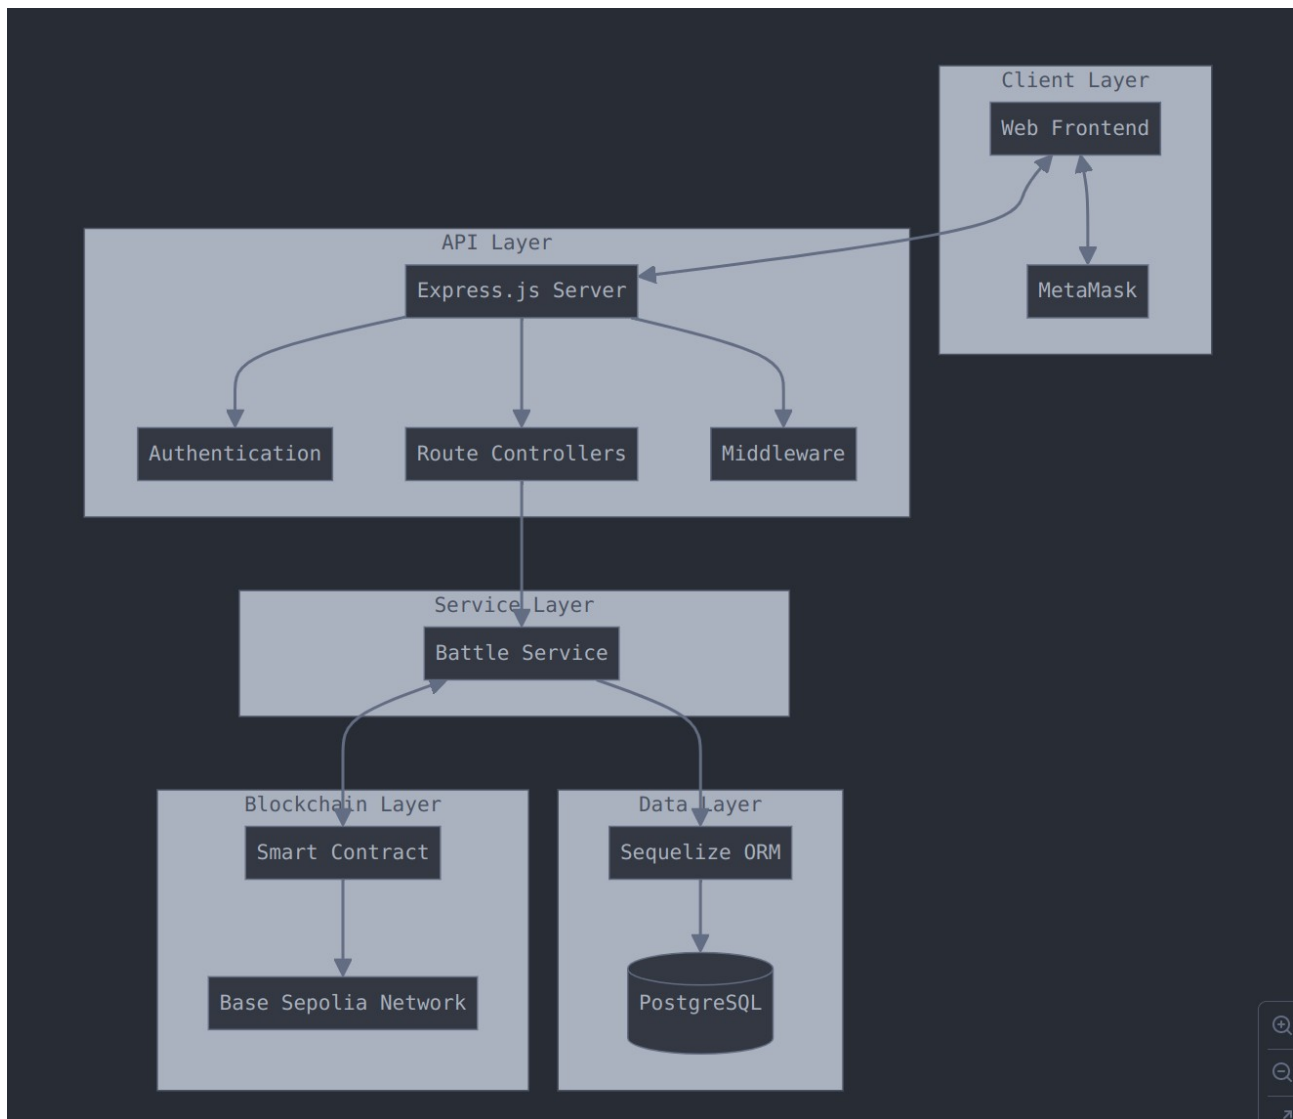 Client Layer
Web Frontend
API Layer
Express.js Server
MetaMask
Authentication
Route Controllers
Middleware
Service Layer
Battle Service
Blockchain Layer
Data Layer
Smart Contract
Sequelize ORM
Base Sepolia Network
PostgreSQL